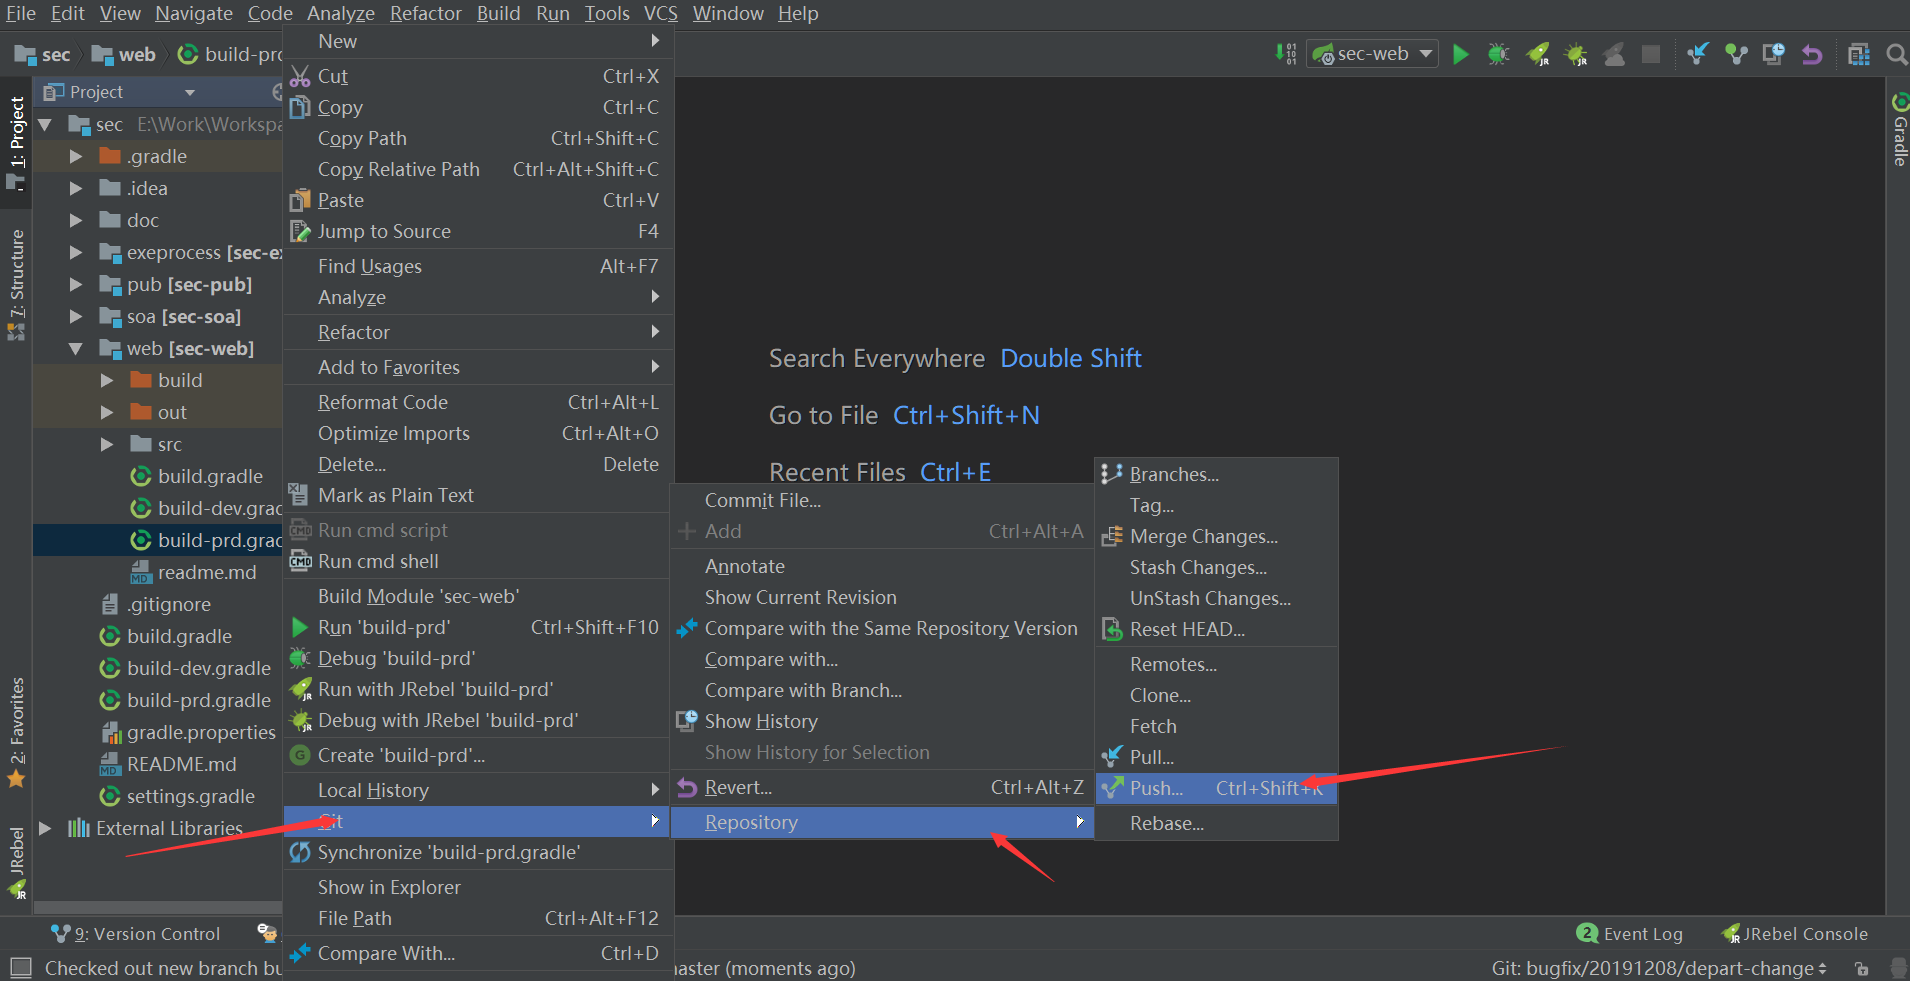 File Edit View Navigate Code Analyze Refactor Build Run Tools VCS Window Help
sec web build-prd
sec-web
Project
1: Project
7: Structure
2: Favorites
JRebel
Gradle
sec E:\Work\Workspa
.gradle
.idea
doc
exeprocess [sec-ex
pub [sec-pub]
soa [sec-soa]
web [sec-web]
build
out
src
build.gradle
build-dev.grad
build-prd.grad
readme.md
.gitignore
build.gradle
build-dev.gradle
build-prd.gradle
gradle.properties
README.md
settings.gradle
External Libraries
New
Cut Ctrl+X
Copy Ctrl+C
Copy Path Ctrl+Shift+C
Copy Relative Path Ctrl+Alt+Shift+C
Paste Ctrl+V
Jump to Source F4
Find Usages Alt+F7
Analyze
Refactor
Add to Favorites
Reformat Code Ctrl+Alt+L
Optimize Imports Ctrl+Alt+O
Delete... Delete
Mark as Plain Text
Run cmd script
Run cmd shell
Build Module 'sec-web'
Run 'build-prd' Ctrl+Shift+F10
Debug 'build-prd'
Run with JRebel 'build-prd'
Debug with JRebel 'build-prd'
Create 'build-prd'...
Local History
Git
Synchronize 'build-prd.gradle'
Show in Explorer
File Path Ctrl+Alt+F12
Compare With... Ctrl+D
Search Everywhere Double Shift
Go to File Ctrl+Shift+N
Recent Files Ctrl+E
Commit File...
Add Ctrl+Alt+A
Annotate
Show Current Revision
Compare with the Same Repository Version
Compare with...
Compare with Branch...
Show History
Show History for Selection
Revert... Ctrl+Alt+Z
Repository
Branches...
Tag...
Merge Changes...
Stash Changes...
UnStash Changes...
Reset HEAD...
Remotes...
Clone...
Fetch
Pull...
Push... Ctrl+Shift+K
Rebase...
9: Version Control
2 Event Log JRebel Console
Checked out new branch bu aster (moments ago) Git: bugfix/20191208/depart-change